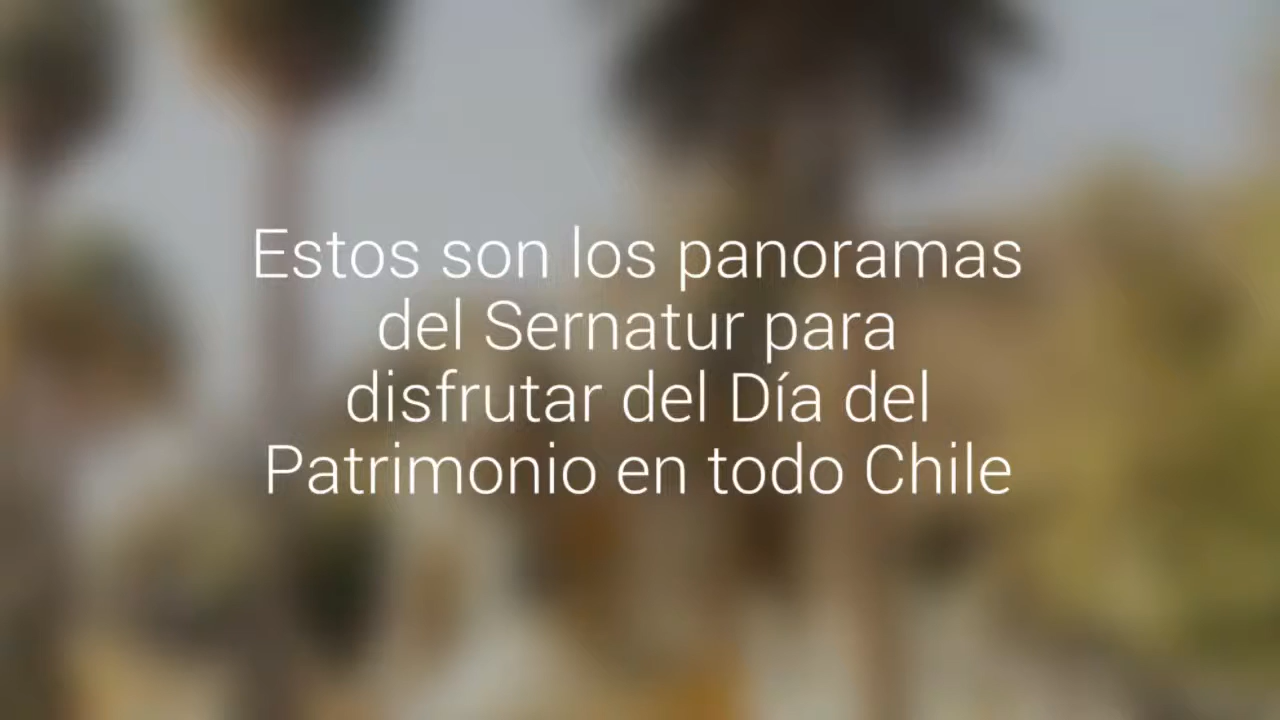 Estos son los panoramas
del Sernatur para
disfrutar del Día del
Patrimonio en todo Chile